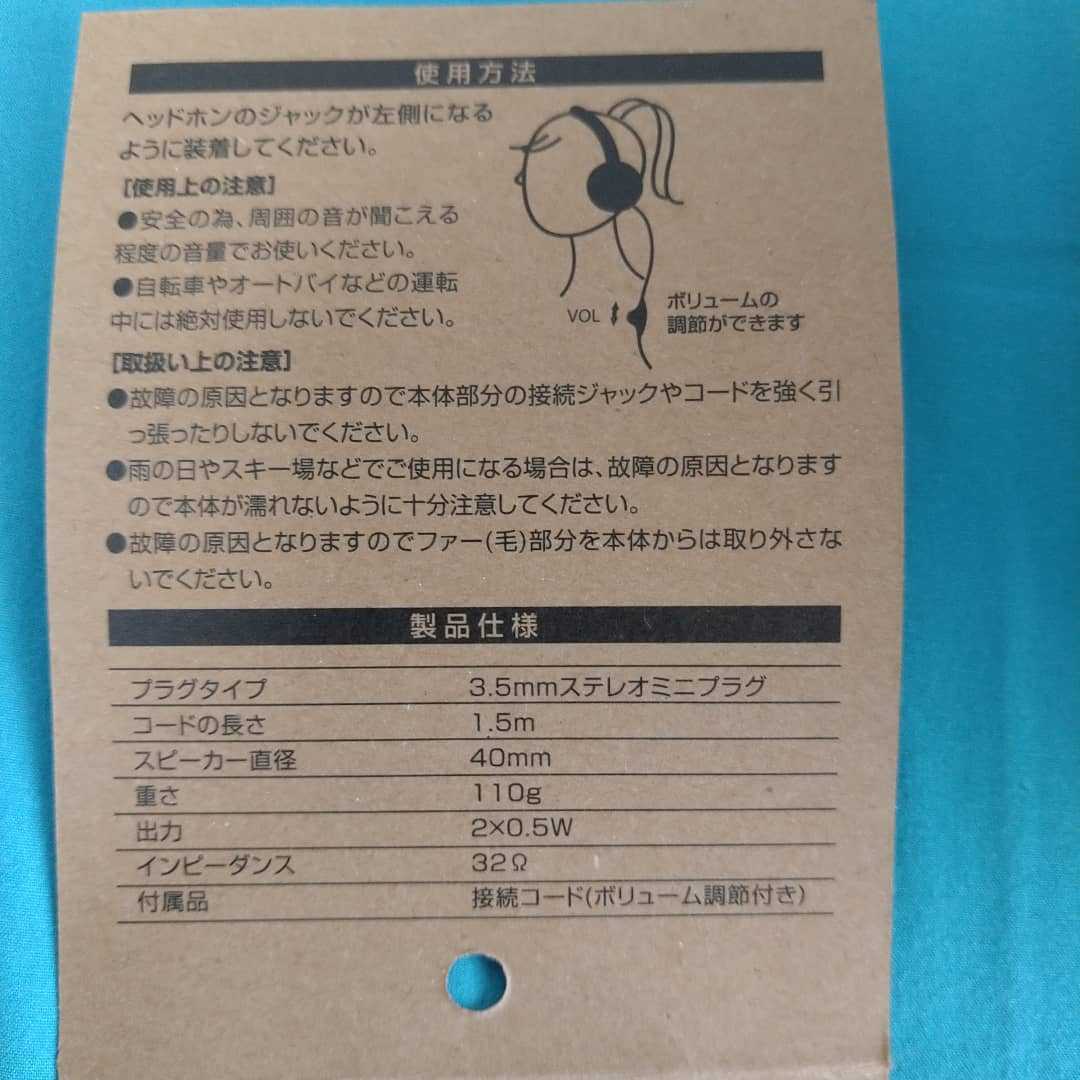 使用方法
ヘッドホンのジャックが左側になる
ように装着してください。
【使用上の注意】
●安全の為、周囲の音が聞こえる
程度の音量でお使いください。
●自転車やオートバイなどの運転
中には絶対使用しないでください。
VOL
ボリュームの
調節ができます
【取扱い上の注意】
●故障の原因となりますので本体部分の接続ジャックやコードを強く引
っ張ったりしないでください。
●雨の日やスキー場などでご使用になる場合は、故障の原因となります
ので本体が濡れないように十分注意してください。
●故障の原因となりますのでファー(毛)部分を本体からは取り外さな
いでください。
製品仕様
プラグタイプ 3.5mmステレオミニプラグ
コードの長さ 1.5m
スピーカー直径 40mm
重さ 110g
出力 2×0.5W
インピーダンス 32Ω
付属品 接続コード(ボリューム調節付き)